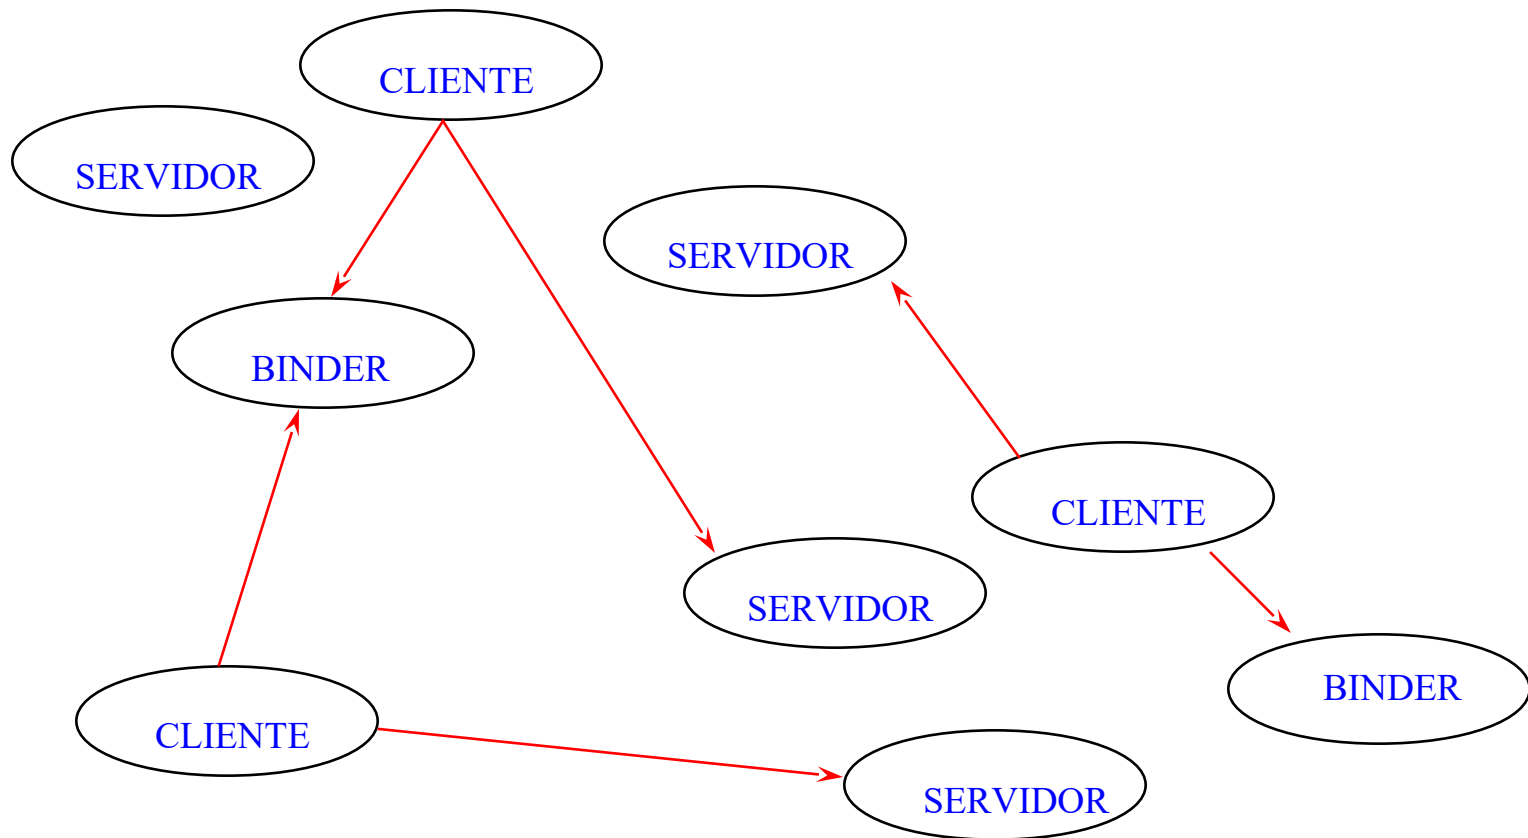 CLIENTE
SERVIDOR
SERVIDOR
BINDER
CLIENTE
SERVIDOR
BINDER
CLIENTE
SERVIDOR